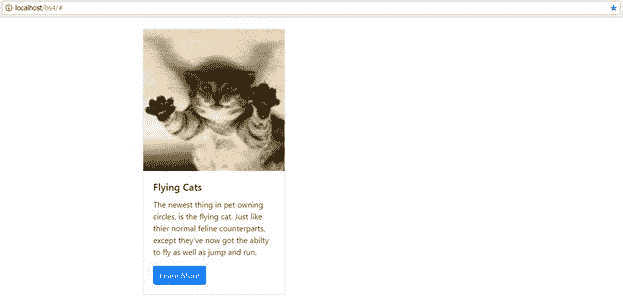 localhost/bs4/#
Flying Cats
The newest thing in pet owning
circles, is the flying cat. Just like
thier normal feline counterparts,
except they've now got the abilty
to fly as well as jump and run.
Learn More